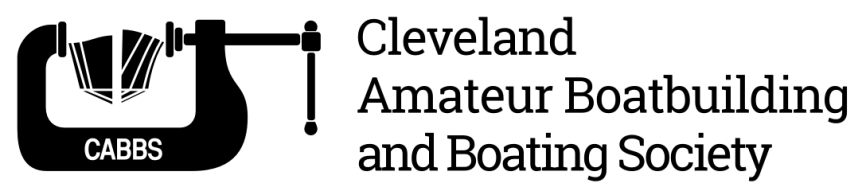 CABBS
Cleveland
Amateur Boatbuilding
and Boating Society